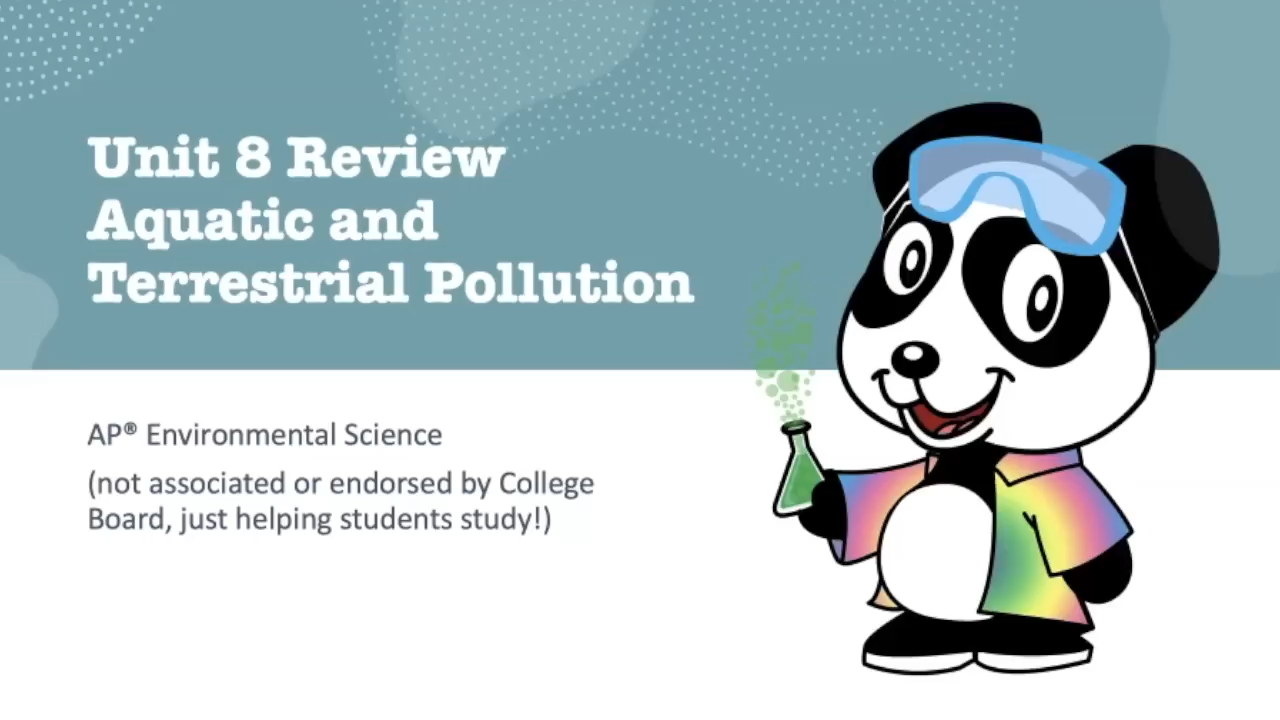 Unit 8 Review
Aquatic and
Terrestrial Pollution
AP® Environmental Science
(not associated or endorsed by College
Board, just helping students study!)